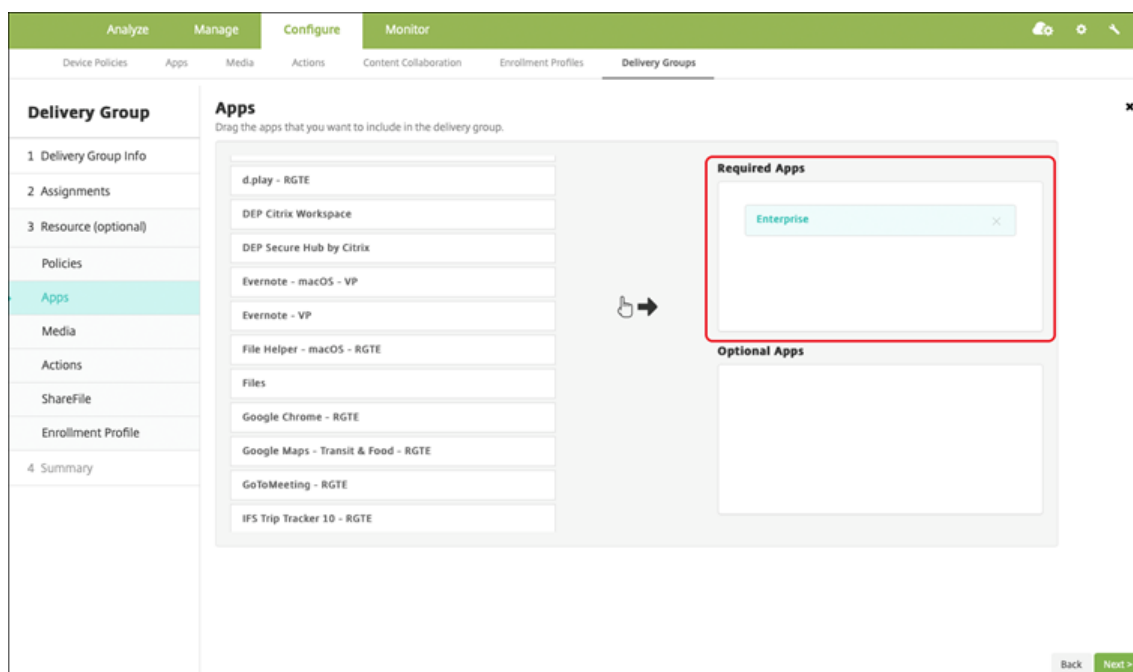 Analyze Manage Configure Monitor
Device Policies Apps Media Actions Content Collaboration Enrollment Profiles Delivery Groups
Delivery Group
1 Delivery Group Info
2 Assignments
3 Resource (optional)
Policies
Apps
Media
Actions
ShareFile
Enrollment Profile
4 Summary
Apps
Drag the apps that you want to include in the delivery group.
d.play - RGTE
DEP Citrix Workspace
DEP Secure Hub by Citrix
Evernote - macOS - VP
Evernote - VP
File Helper - macOS - RGTE
Files
Google Chrome - RGTE
Google Maps - Transit & Food - RGTE
GoToMeeting - RGTE
IFS Trip Tracker 10 - RGTE
Required Apps
Enterprise
Optional Apps
Back Next >